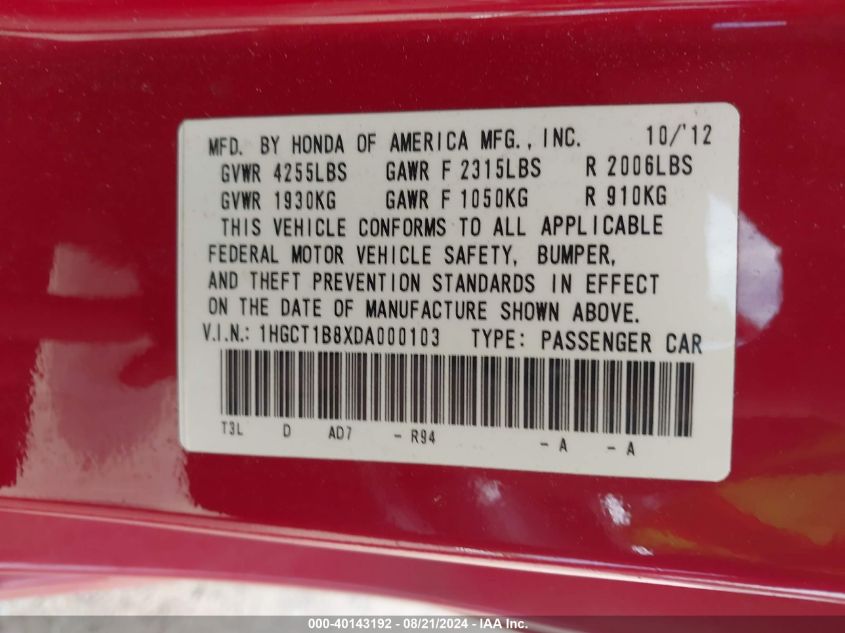 MFD. BY HONDA OF AMERICA MFG., INC. 10/'12
GVWR 4255LBS GAWR F 2315LBS R 2006LBS
GVWR 1930KG GAWR F 1050KG R 910KG
THIS VEHICLE CONFORMS TO ALL APPLICABLE
FEDERAL MOTOR VEHICLE SAFETY, BUMPER,
AND THEFT PREVENTION STANDARDS IN EFFECT
ON THE DATE OF MANUFACTURE SHOWN ABOVE.
V.I.N.: 1HGCT1B8XDA000103 TYPE: PASSENGER CAR
T3L D AD7 - R94 - A - A
000-40143192 - 08/21/2024 - IAA Inc.